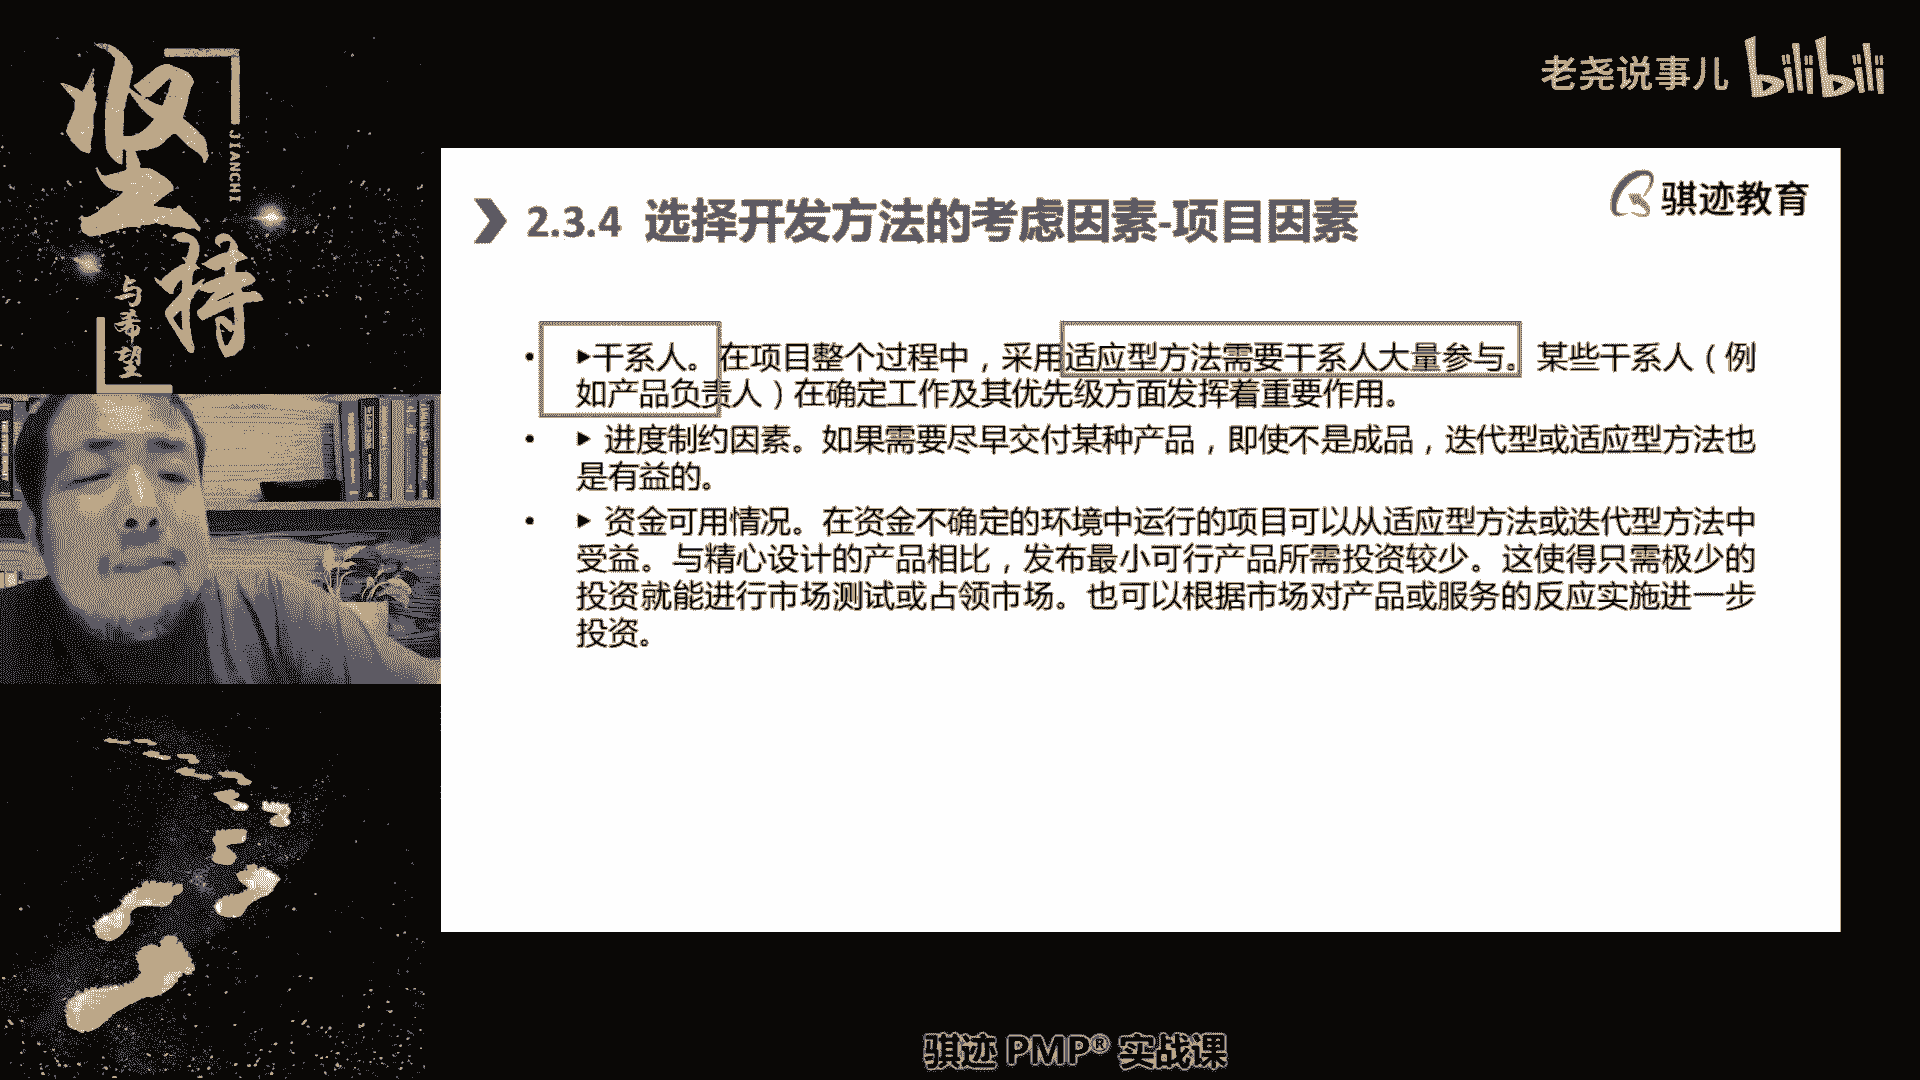 坚持
JIANCHI
与希望
老尧说事儿 bilibili
骐迹教育
2.3.4 选择开发方法的考虑因素-项目因素
• ▸干系人。在项目整个过程中，采用适应型方法需要干系人大量参与。某些干系人（例
如产品负责人）在确定工作及其优先级方面发挥着重要作用。
• ▸ 进度制约因素。如果需要尽早交付某种产品，即使不是成品，迭代型或适应型方法也
是有益的。
• ▸ 资金可用情况。在资金不确定的环境中运行的项目可以从适应型方法或迭代型方法中
受益。与精心设计的产品相比，发布最小可行产品所需投资较少。这使得只需极少的
投资就能进行市场测试或占领市场。也可以根据市场对产品或服务的反应实施进一步
投资。
骐迹 PMP® 实战课